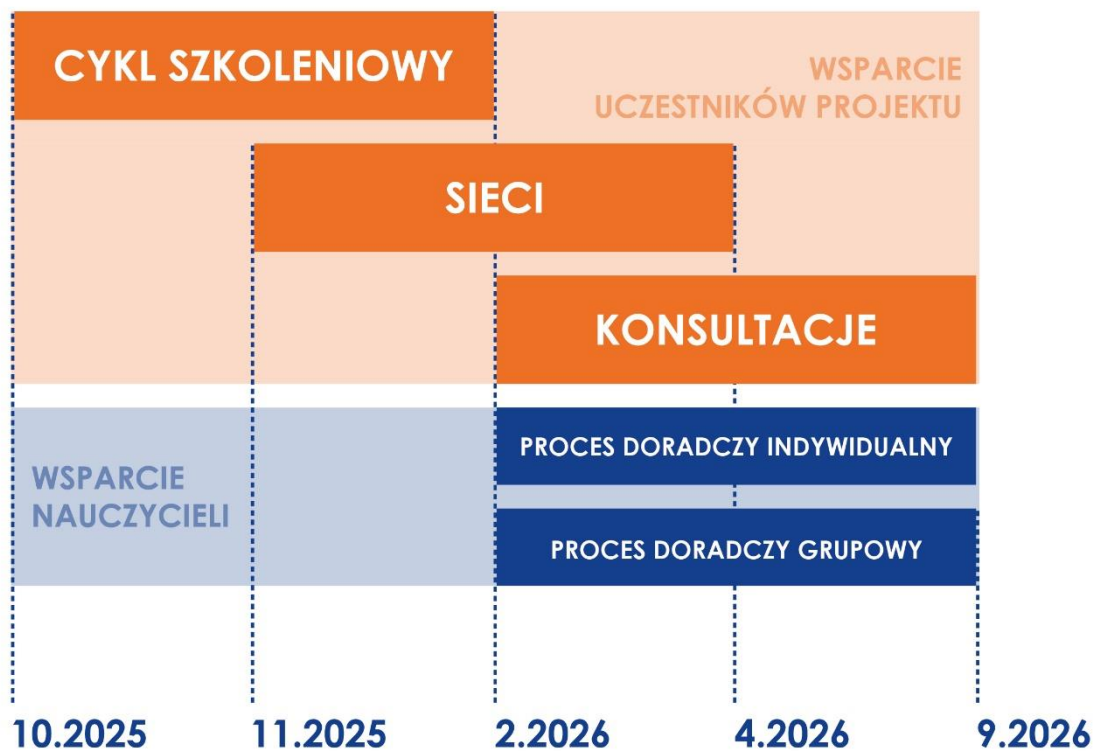 CYKL SZKOLENIOWY
WSPARCIE
UCZESTNIKÓW PROJEKTU
SIECI
KONSULTACJE
WSPARCIE
NAUCZYCIELI
PROCES DORADCZY INDYWIDUALNY
PROCES DORADCZY GRUPOWY
10.2025
11.2025
2.2026
4.2026
9.2026